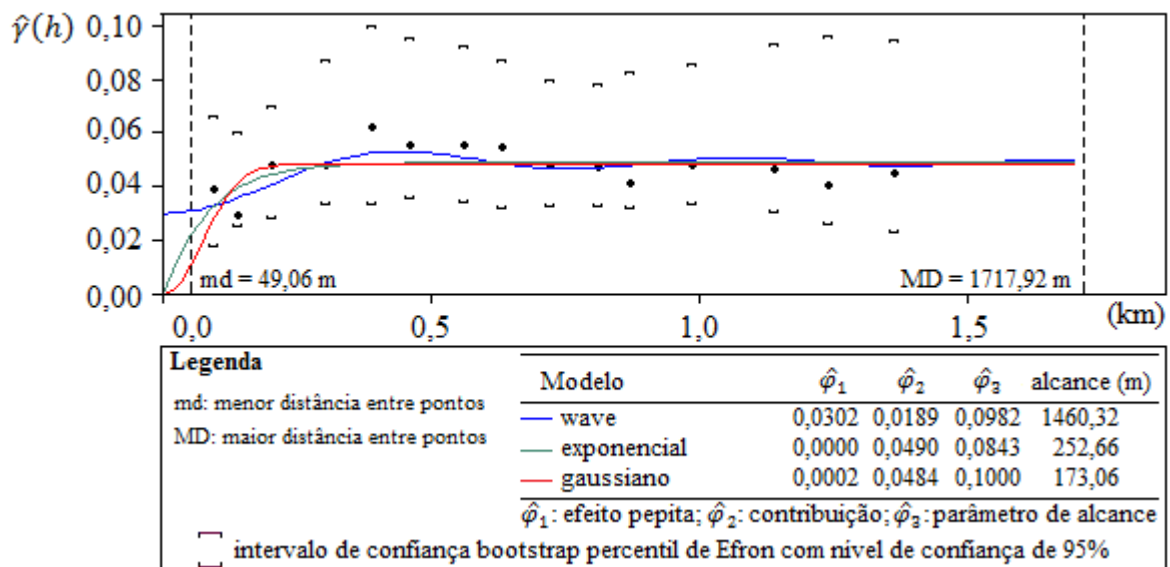 γ̂(h)
0,10
0,08
0,06
0,04
0,02
0,00
md = 49,06 m
MD = 1717,92 m
0,0 0,5 1,0 1,5 (km)
Legenda
md: menor distância entre pontos
MD: maior distância entre pontos
Modelo φ̂₁ φ̂₂ φ̂₃ alcance (m)
wave 0,0302 0,0189 0,0982 1460,32
exponencial 0,0000 0,0490 0,0843 252,66
gaussiano 0,0002 0,0484 0,1000 173,06
φ̂₁: efeito pepita; φ̂₂: contribuição; φ̂₃: parâmetro de alcance
intervalo de confiança bootstrap percentil de Efron com nivel de confiança de 95%